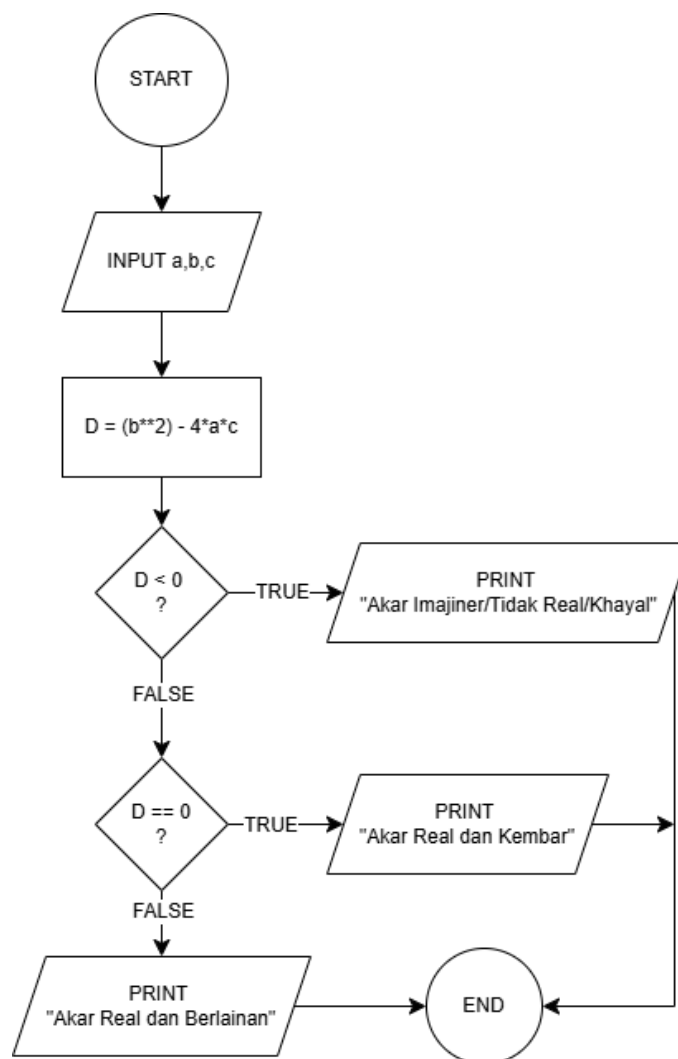 START
INPUT a,b,c
D = (b**2) - 4*a*c
D < 0
?
TRUE
PRINT
"Akar Imajiner/Tidak Real/Khayal"
FALSE
D == 0
?
TRUE
PRINT
"Akar Real dan Kembar"
FALSE
PRINT
"Akar Real dan Berlainan"
END